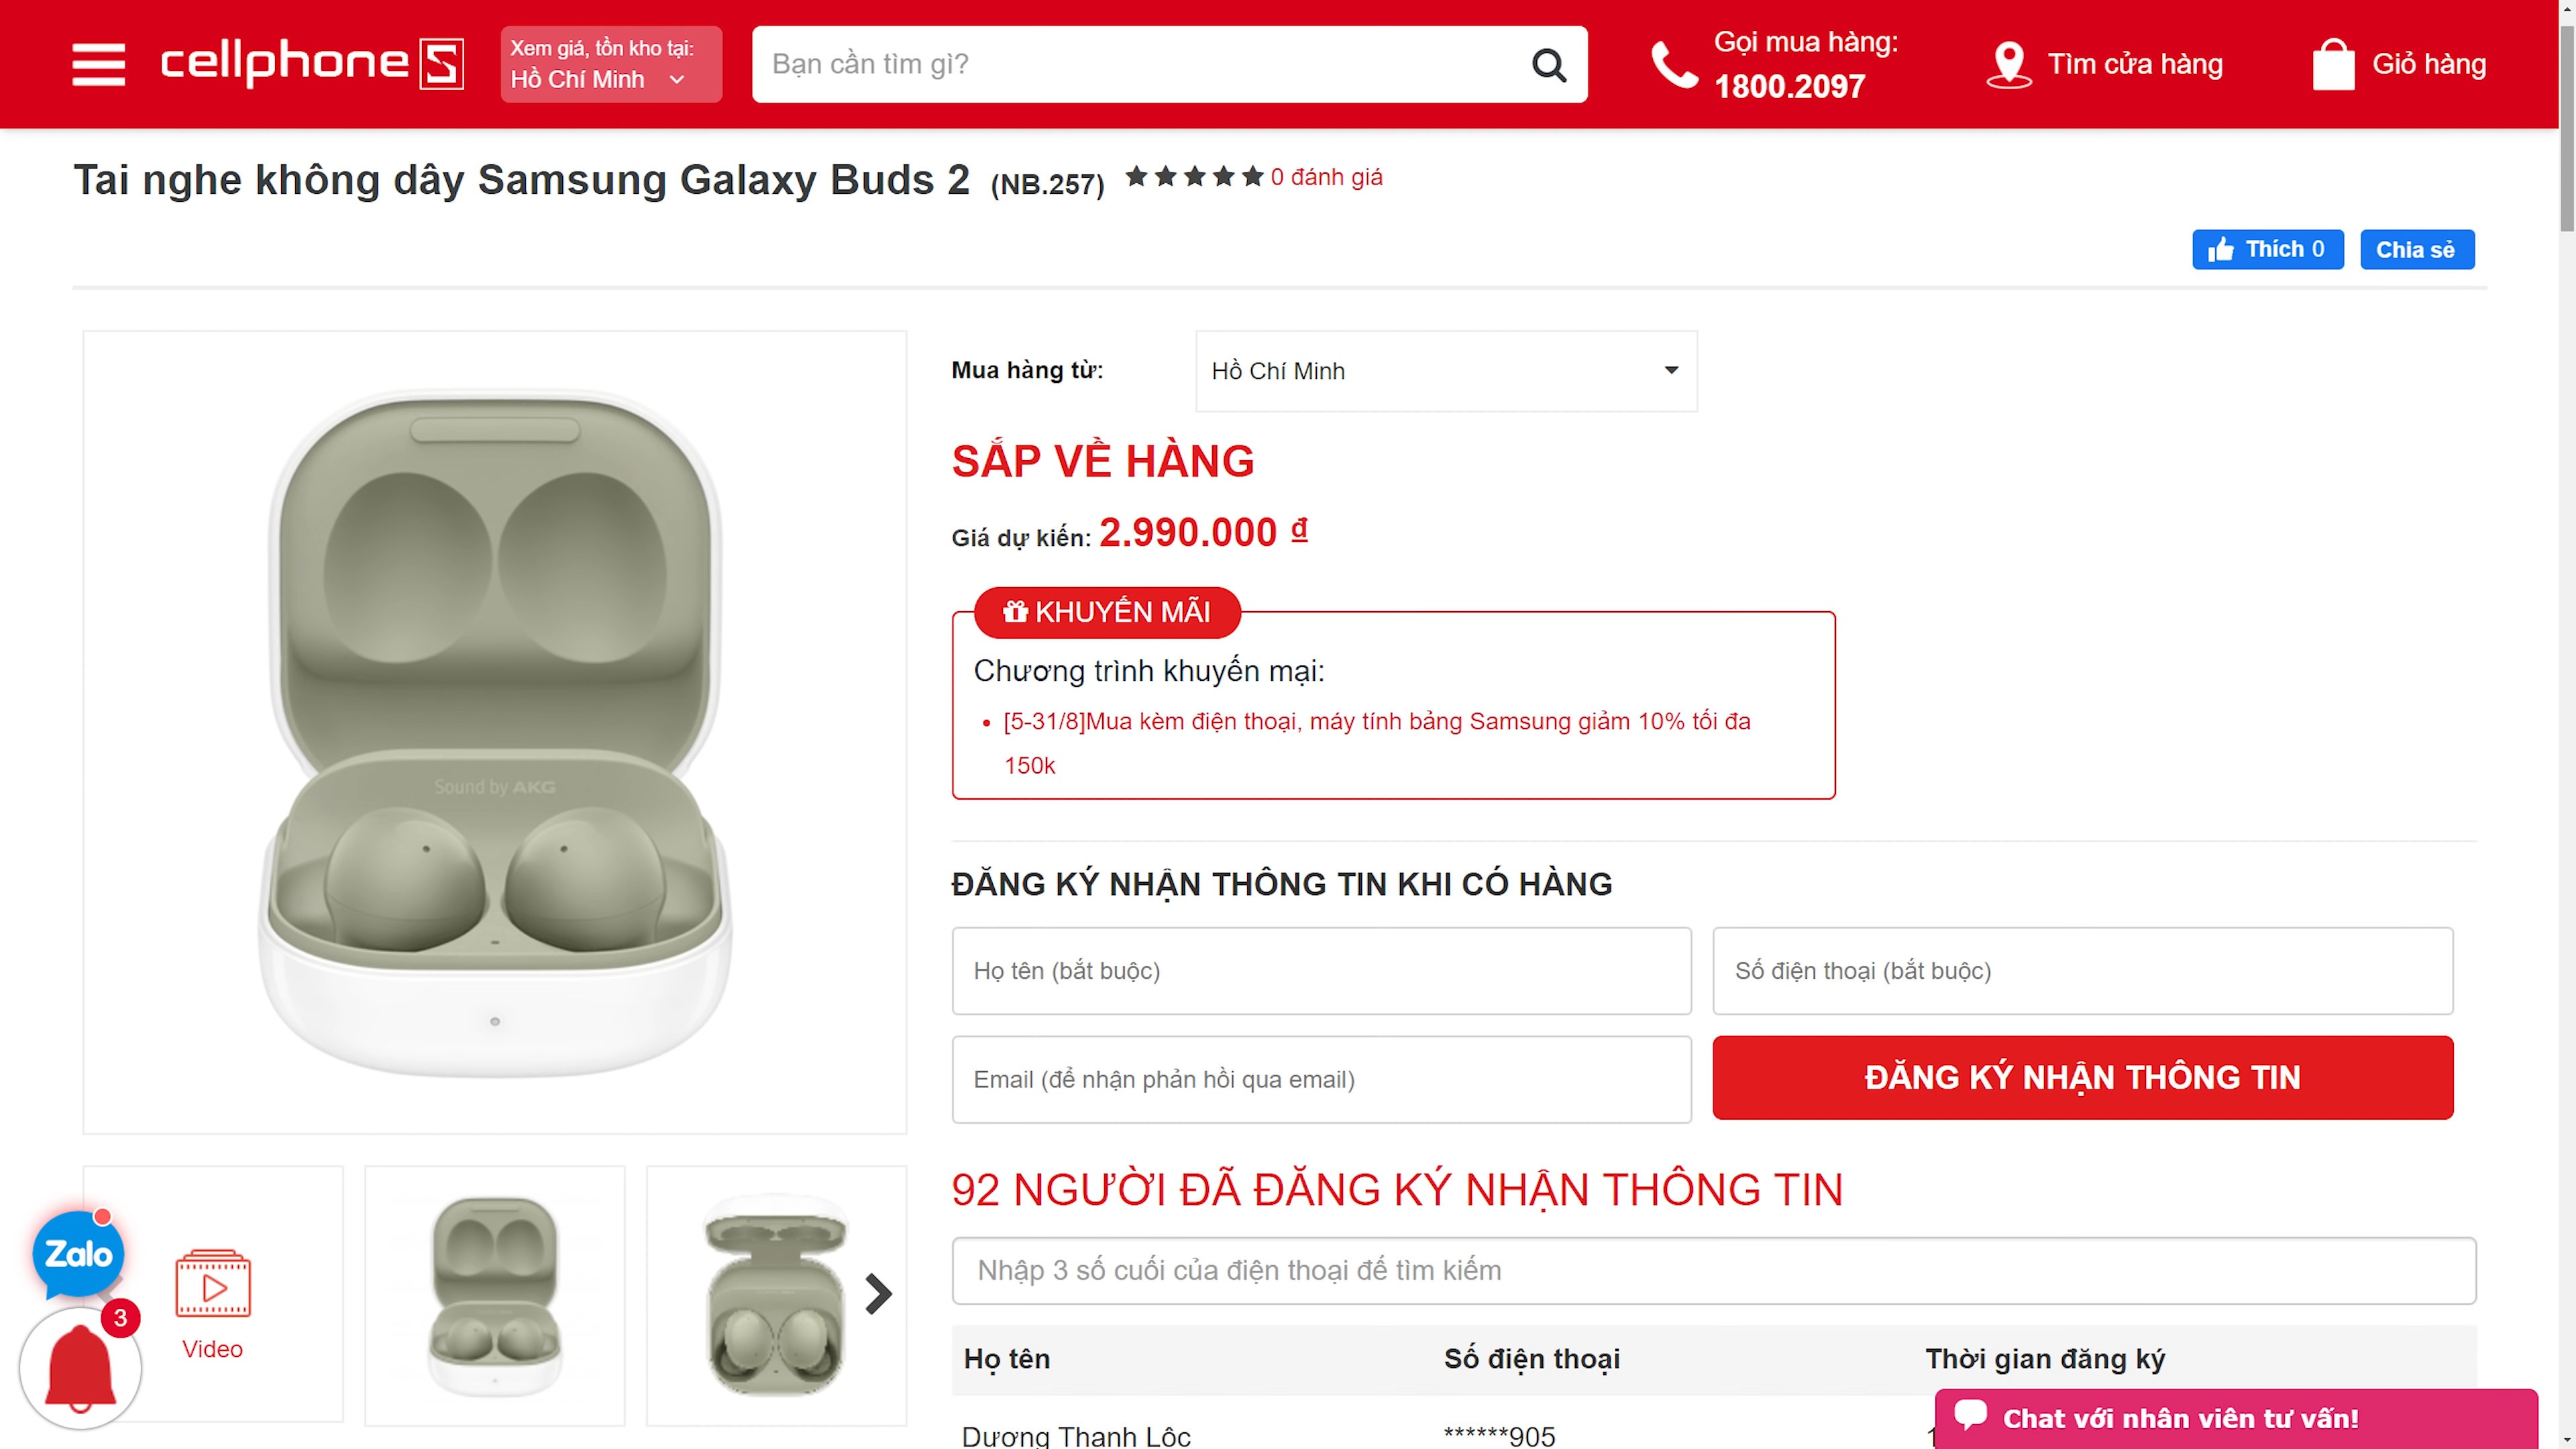 cellphoneS
Xem giá, tồn kho tại:
Hồ Chí Minh
Bạn cần tìm gì?
Gọi mua hàng:
1800.2097
Tìm cửa hàng
Giỏ hàng
Tai nghe không dây Samsung Galaxy Buds 2 (NB.257) 0 đánh giá
Thích 0
Chia sẻ
Mua hàng từ:
Hồ Chí Minh
SẮP VỀ HÀNG
Giá dự kiến: 2.990.000 ₫
KHUYẾN MÃI
Chương trình khuyến mại:
[5-31/8]Mua kèm điện thoại, máy tính bảng Samsung giảm 10% tối đa
150k
Sound by AKG
ĐĂNG KÝ NHẬN THÔNG TIN KHI CÓ HÀNG
Họ tên (bắt buộc)
Số điện thoại (bắt buộc)
Email (để nhận phản hồi qua email)
ĐĂNG KÝ NHẬN THÔNG TIN
92 NGƯỜI ĐÃ ĐĂNG KÝ NHẬN THÔNG TIN
Nhập 3 số cuối của điện thoại để tìm kiếm
Họ tên
Số điện thoại
Thời gian đăng ký
Dương Thanh Lôc
******905
Zalo
3
Video
Chat với nhân viên tư vấn!